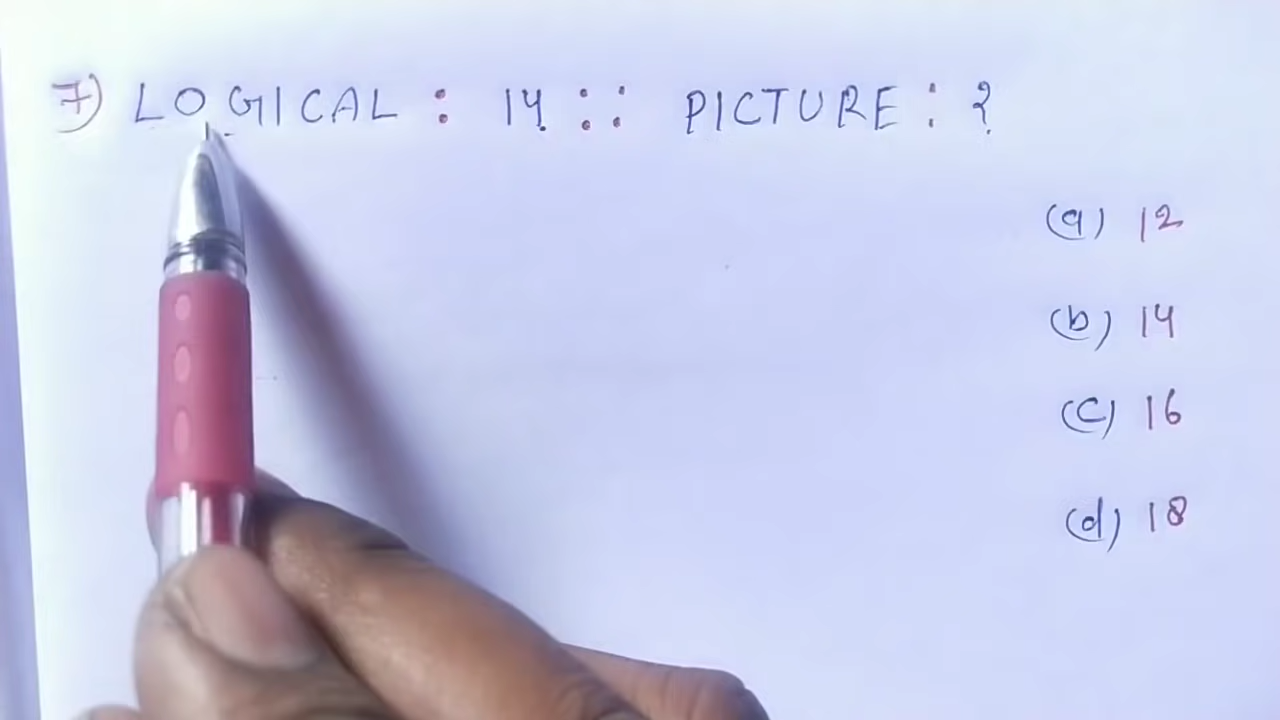 7) LOGICAL : 14 :: PICTURE : ?
(a) 12
(b) 14
(c) 16
(d) 18